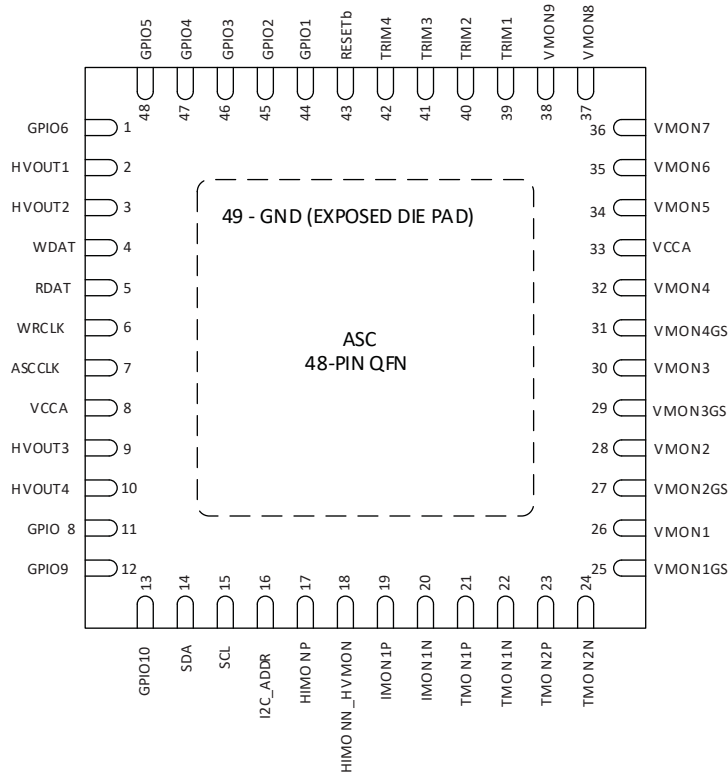 GPIO5
GPIO4
GPIO3
GPIO2
GPIO1
RESETb
TRIM4
TRIM3
TRIM2
TRIM1
VMON9
VMON8
48
47
46
45
44
43
42
41
40
39
38
37
GPIO6 1
HVOUT1 2
HVOUT2 3
WDAT 4
RDAT 5
WRCLK 6
ASCCLK 7
VCCA 8
HVOUT3 9
HVOUT4 10
GPIO 8 11
GPIO9 12
49 - GND (EXPOSED DIE PAD)
ASC
48-PIN QFN
36 VMON7
35 VMON6
34 VMON5
33 VCCA
32 VMON4
31 VMON4GS
30 VMON3
29 VMON3GS
28 VMON2
27 VMON2GS
26 VMON1
25 VMON1GS
13
14
15
16
17
18
19
20
21
22
23
24
GPIO10
SDA
SCL
I2C_ADDR
HIMONP
HIMONN_HVMON
IMON1P
IMON1N
TMON1P
TMON1N
TMON2P
TMON2N